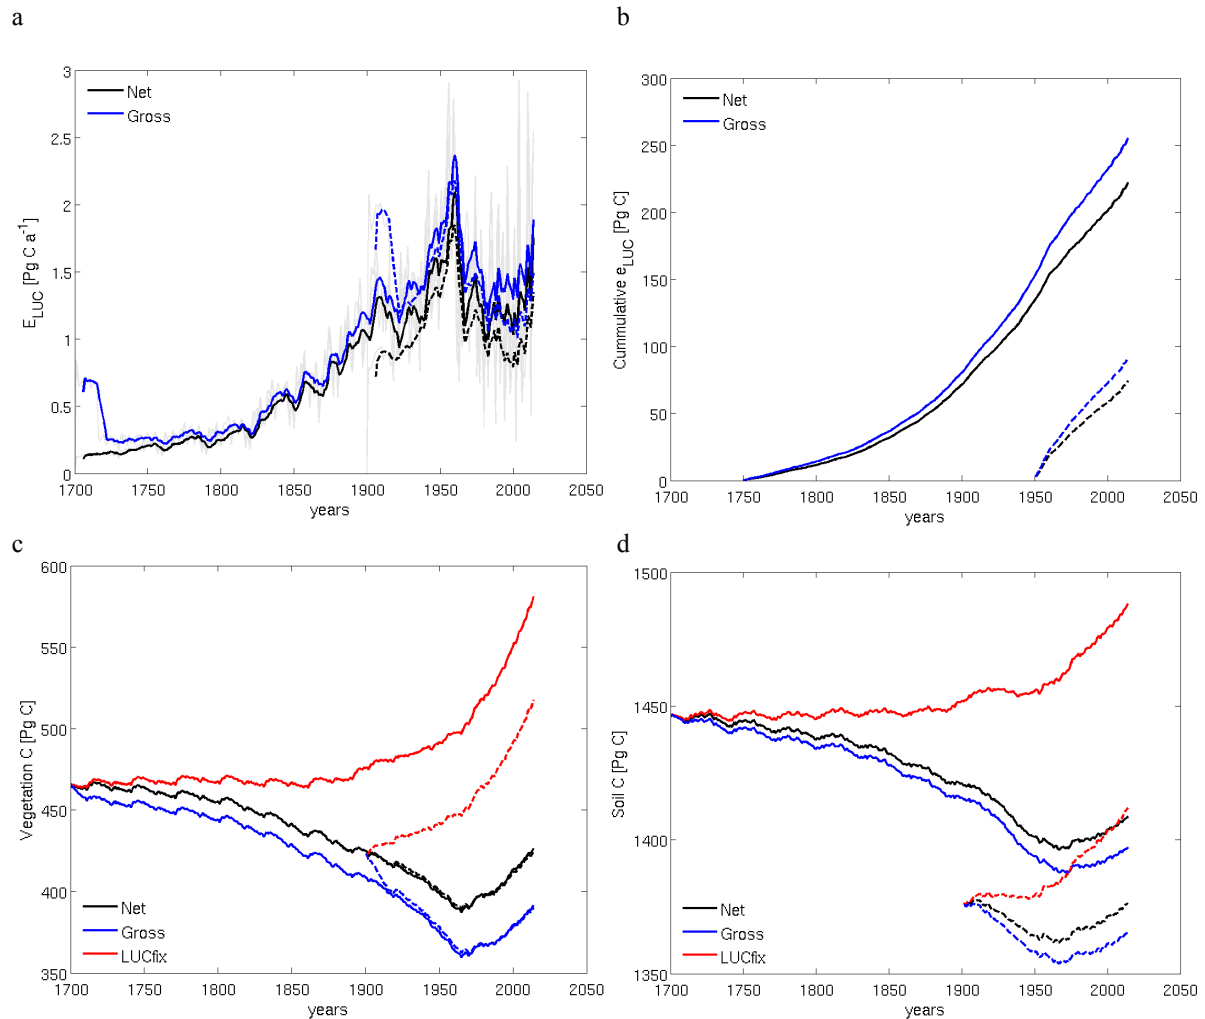 a
b
3
2.5
2
1.5
1
0.5
0
E_LUC [Pg C a⁻¹]
Net
Gross
1700 1750 1800 1850 1900 1950 2000 2050
years
300
250
200
150
100
50
0
Cummulative e_LUC [Pg C]
Net
Gross
1700 1750 1800 1850 1900 1950 2000 2050
years
c
d
600
550
500
450
400
350
Vegetation C [Pg C]
Net
Gross
LUCfix
1700 1750 1800 1850 1900 1950 2000 2050
years
1500
1450
1400
1350
Soil C [Pg C]
Net
Gross
LUCfix
1700 1750 1800 1850 1900 1950 2000 2050
years